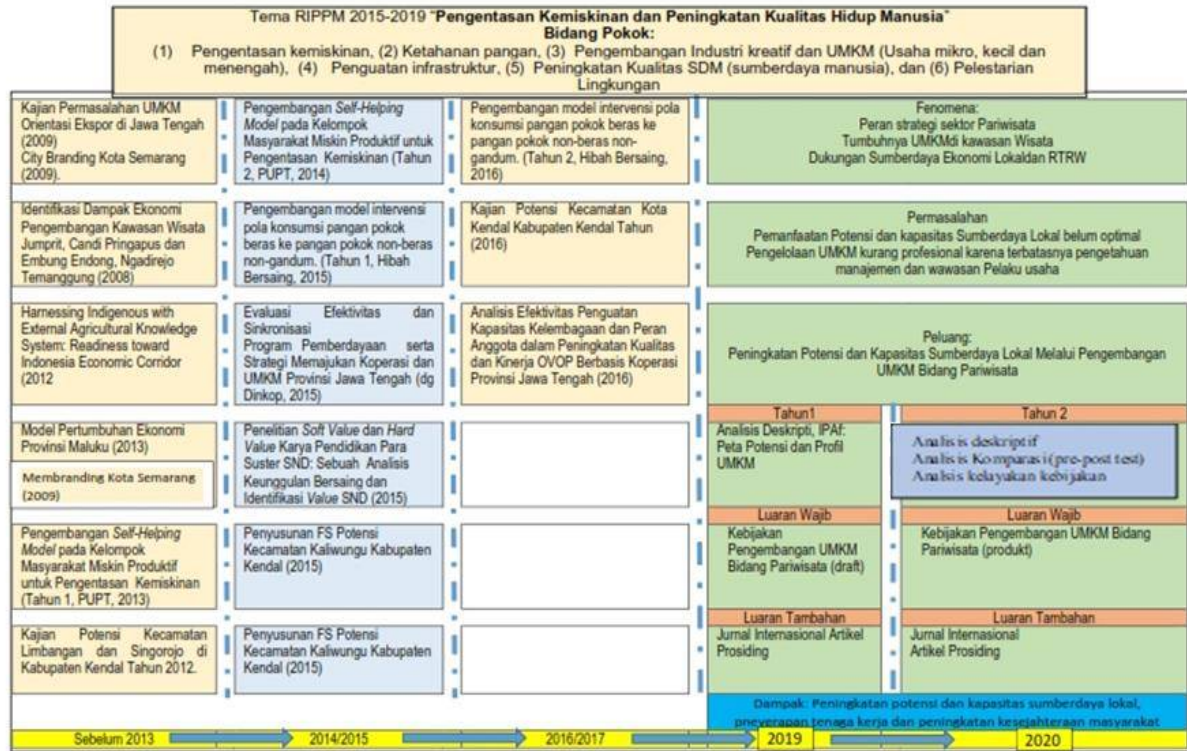 Tema RIPPM 2015-2019 “Pengentasan Kemiskinan dan Peningkatan Kualitas Hidup Manusia”
Bidang Pokok:
(1) Pengentasan kemiskinan, (2) Ketahanan pangan, (3) Pengembangan Industri kreatif dan UMKM (Usaha mikro, kecil dan
menengah), (4) Penguatan infrastruktur, (5) Peningkatan Kualitas SDM (sumberdaya manusia), dan (6) Pelestarian
Lingkungan
Kajian Permasalahan UMKM
Orientasi Ekspor di Jawa Tengah
(2009)
City Branding Kota Semarang
(2009).
Pengembangan Self-Helping
Model pada Kelompok
Masyarakat Miskin Produktif untuk
Pengentasan Kemiskinan (Tahun
2, PUPT, 2014)
Pengembangan model intervensi pola
konsumsi pangan pokok beras ke
pangan pokok non-beras non-
gandum. (Tahun 2, Hibah Bersaing,
2016)
Fenomena:
Peran strategi sektor Pariwisata
Tumbuhnya UMKMdi kawasan Wisata
Dukungan Sumberdaya Ekonomi Lokaldan RTRW
Identifikasi Dampak Ekonomi
Pengembangan Kawasan Wisata
Jumprit, Candi Pringapus dan
Embung Endong, Ngadirejo
Temanggung (2008)
Pengembangan model intervensi
pola konsumsi pangan pokok
beras ke pangan pokok non-beras
non-gandum. (Tahun 1, Hibah
Bersaing, 2015)
Kajian Potensi Kecamatan Kota
Kendal Kabupaten Kendal Tahun
(2016)
Permasalahan
Pemanfaatan Potensi dan kapasitas Sumberdaya Lokal belum optimal
Pengelolaan UMKM kurang profesional karena terbatasnya pengetahuan
manajemen dan wawasan Pelaku usaha
Harnessing Indigenous with
External Agricultural Knowledge
System: Readiness toward
Indonesia Economic Corridor
(2012
Evaluasi Efektivitas dan
Sinkronisasi
Program Pemberdayaan serta
Strategi Memajukan Koperasi dan
UMKM Provinsi Jawa Tengah (dg
Dinkop, 2015)
Analisis Efektivitas Penguatan
Kapasitas Kelembagaan dan Peran
Anggota dalam Peningkatan Kualitas
dan Kinerja OVOP Berbasis Koperasi
Provinsi Jawa Tengah (2016)
Peluang:
Peningkatan Potensi dan Kapasitas Sumberdaya Lokal Melalui Pengembangan
UMKM Bidang Pariwisata
Model Pertumbuhan Ekonomi
Provinsi Maluku (2013)
Membranding Kota Semarang
(2009)
Penelitian Soft Value dan Hard
Value Karya Pendidikan Para
Suster SND: Sebuah Analisis
Keunggulan Bersaing dan
Identifikasi Value SND (2015)
Tahun1
Analisis Deskripti, IPAf:
Peta Potensi dan Profil
UMKM
Tahun 2
Analisis deskriptif
Analisis Komparasi(pre-post test)
Analsis kelayakan kebijakan
Pengembangan Self-Helping
Model pada Kelompok
Masyarakat Miskin Produktif
untuk Pengentasan Kemiskinan
(Tahun 1, PUPT, 2013)
Penyusunan FS Potensi
Kecamatan Kaliwungu Kabupaten
Kendal (2015)
Luaran Wajib
Kebijakan
Pengembangan UMKM
Bidang Pariwisata (draft)
Luaran Wajib
Kebijakan Pengembangan UMKM Bidang
Pariwisata (produkt)
Kajian Potensi Kecamatan
Limbangan dan Singorojo di
Kabupaten Kendal Tahun 2012.
Penyusunan FS Potensi
Kecamatan Kaliwungu Kabupaten
Kendal (2015)
Luaran Tambahan
Jurnal Internasional Artikel
Prosiding
Luaran Tambahan
Jurnal Internasional
Artikel Prosiding
Dampak: Peningkatan potensi dan kapasitas sumberdaya lokal,
pneverapan tenaga kerja dan peningkatan kesejahteraan masyarakat
Sebelum 2013
2014/2015
2016/2017
2019
2020